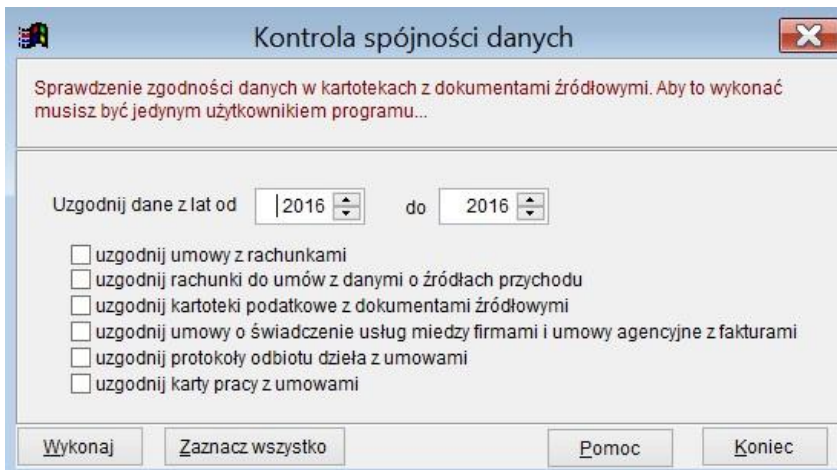 Kontrola spójności danych
Sprawdzenie zgodności danych w kartotekach z dokumentami źródłowymi. Aby to wykonać
musisz być jedynym użytkownikiem programu...
Uzgodnij dane z lat od 2016 do 2016
uzgodnij umowy z rachunkami
uzgodnij rachunki do umów z danymi o źródłach przychodu
uzgodnij kartoteki podatkowe z dokumentami źródłowymi
uzgodnij umowy o świadczenie usług miedzy firmami i umowy agencyjne z fakturami
uzgodnij protokoły odbiotu dzieła z umowami
uzgodnij karty pracy z umowami
Wykonaj Zaznacz wszystko Pomoc Koniec